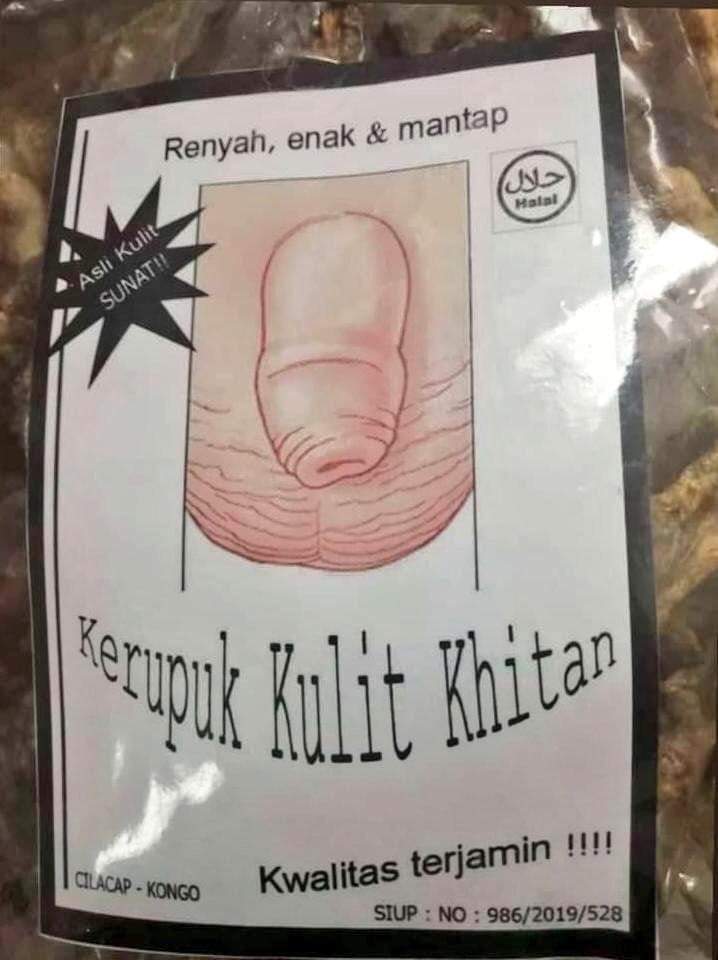 Renyah, enak & mantap
حلال
Halal
Asli Kulit
SUNAT!!
Kerupuk Kulit Khitan
Kwalitas terjamin !!!!
CILACAP - KONGO
SIUP : NO : 986/2019/528